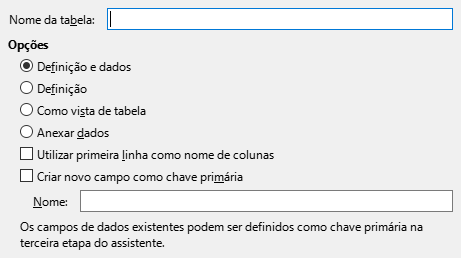 Nome da tabela:
Opções
Definição e dados
Definição
Como vista de tabela
Anexar dados
Utilizar primeira linha como nome de colunas
Criar novo campo como chave primária
Nome:
Os campos de dados existentes podem ser definidos como chave primária na
terceira etapa do assistente.